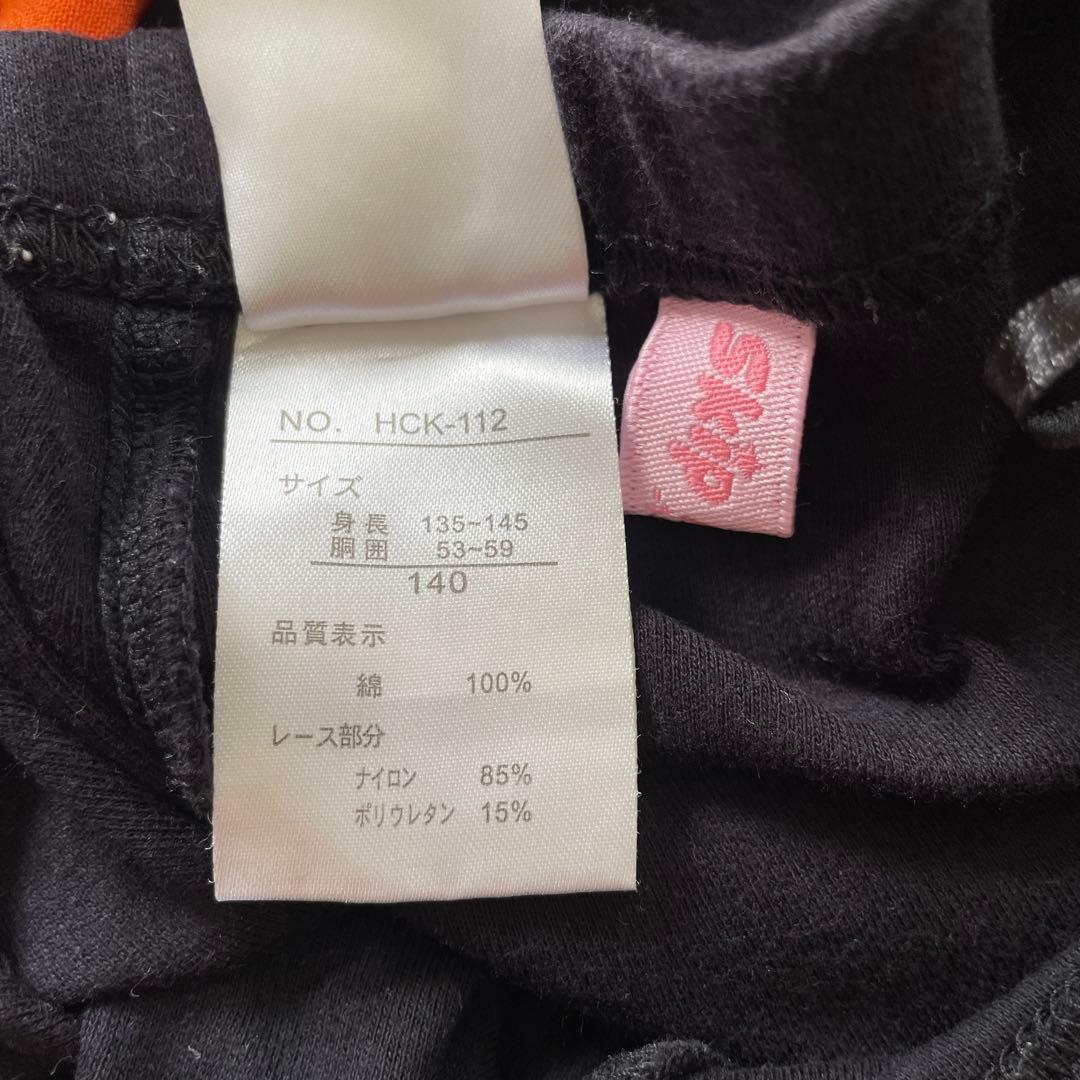 NO. HCK-112
サイズ
身長 135~145
胴囲 53~59
140
品質表示
綿 100%
レース部分
ナイロン 85%
ポリウレタン 15%
Skip